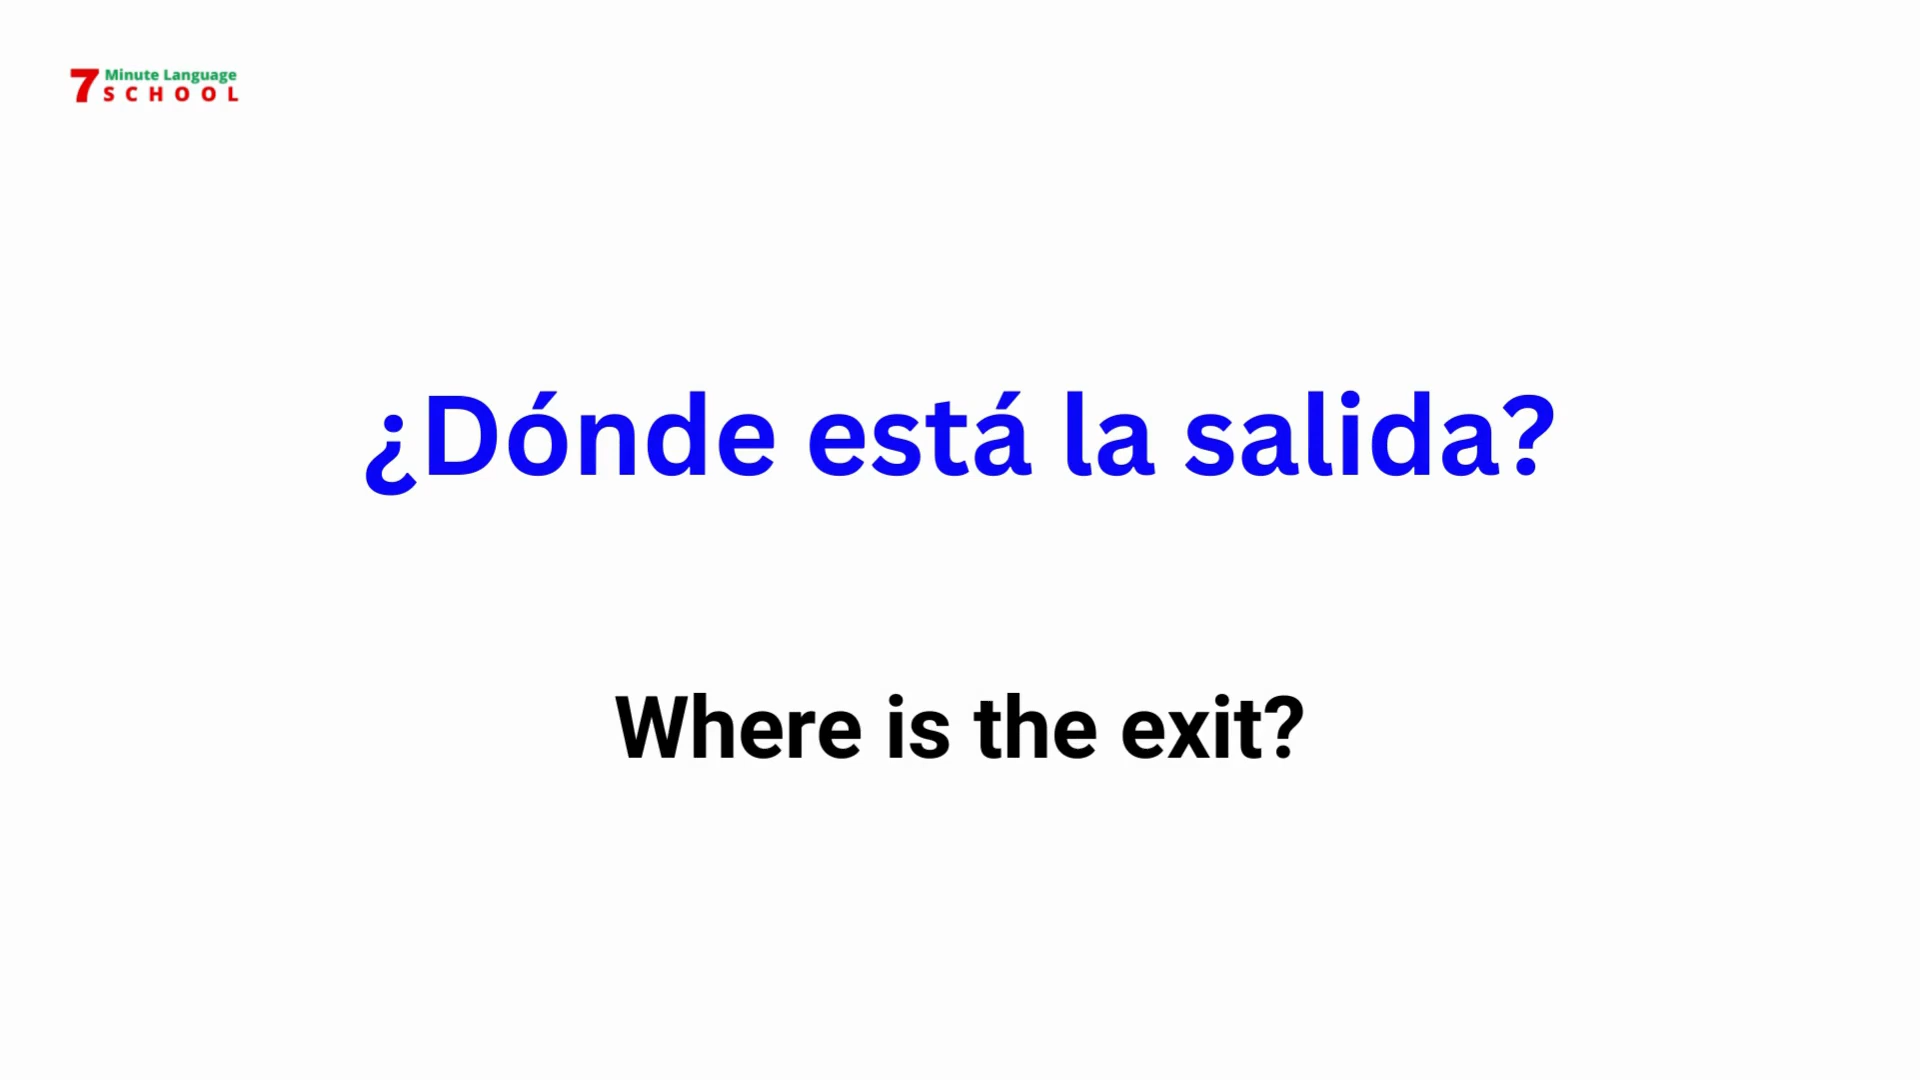 7 Minute Language
SCHOOL
¿Dónde está la salida?
Where is the exit?